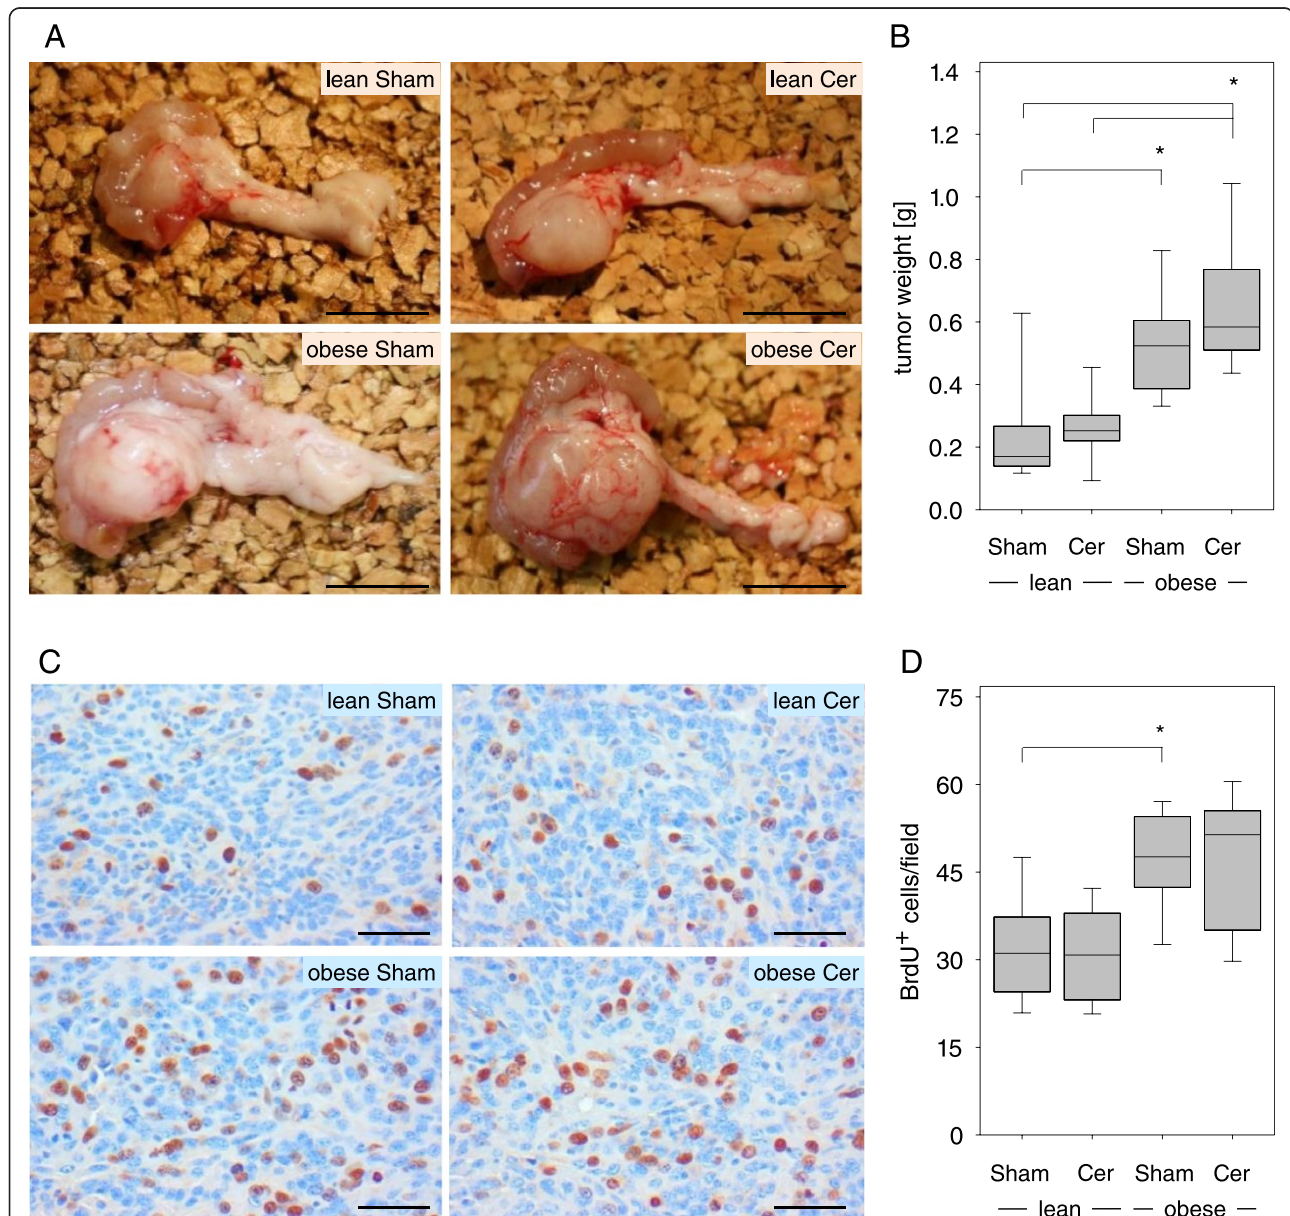 A
lean Sham
lean Cer
obese Sham
obese Cer
B
tumor weight [g]
1.4
1.2
1.0
0.8
0.6
0.4
0.2
0.0
*
*
Sham Cer Sham Cer
lean obese
C
lean Sham
lean Cer
obese Sham
obese Cer
D
BrdU+ cells/field
75
60
45
30
15
0
*
Sham Cer Sham Cer
lean obese